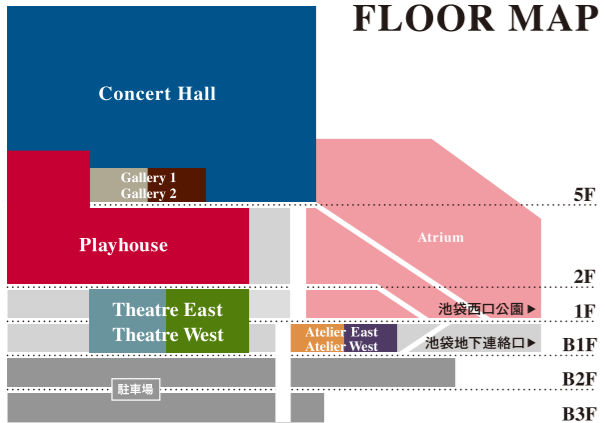 FLOOR MAP
Concert Hall
Gallery 1
Gallery 2
5F
Playhouse
Atrium
2F
Theatre East
池袋西口公園▶
1F
Theatre West
Atelier East
Atelier West
池袋地下連絡口▶
B1F
駐車場
B2F
B3F